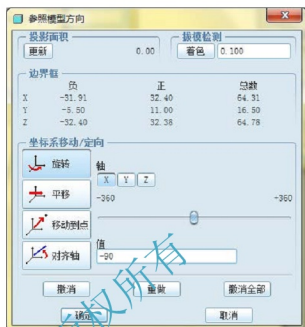 参照模型方向
投影面积
拔模检测
更新 0.00 着色 0.100
边界框
负 正 总数
X -31.91 32.40 64.31
Y -5.50 11.00 16.50
Z -32.40 32.38 64.78
坐标系移动/定向
旋转
轴
X Y Z
平移
-360 -360
移动到点
对齐轴
值
-90
撤消 重做 撤消全部
确定 取消
权所有